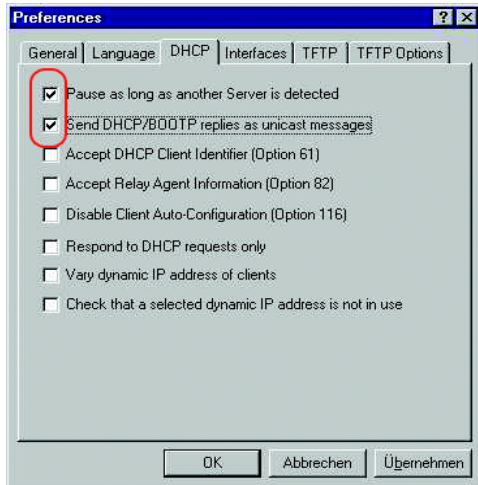 Preferences
General Language DHCP Interfaces TFTP TFTP Options
Pause as long as another Server is detected
Send DHCP/BOOTP replies as unicast messages
Accept DHCP Client Identifier (Option 61)
Accept Relay Agent Information (Option 82)
Disable Client Auto-Configuration (Option 116)
Respond to DHCP requests only
Vary dynamic IP address of clients
Check that a selected dynamic IP address is not in use
OK Abbrechen Übernehmen